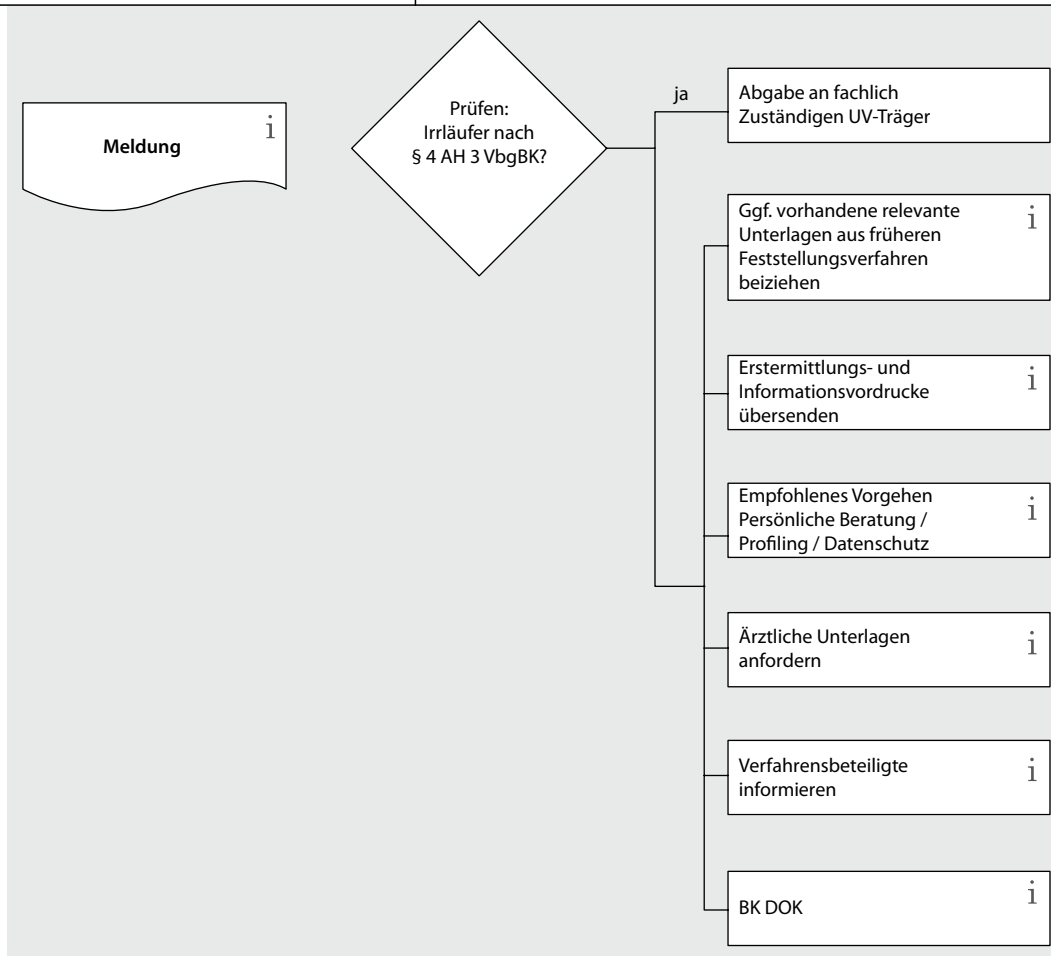 Meldung
i
Prüfen:
Irrläufer nach
§ 4 AH 3 VbgBK?
ja
Abgabe an fachlich
Zuständigen UV-Träger
Ggf. vorhandene relevante
Unterlagen aus früheren
Feststellungsverfahren
beiziehen
i
Erstermittlungs- und
Informationsvordrucke
übersenden
i
Empfohlenes Vorgehen
Persönliche Beratung /
Profiling / Datenschutz
i
Ärztliche Unterlagen
anfordern
i
Verfahrensbeteiligte
informieren
i
BK DOK
i